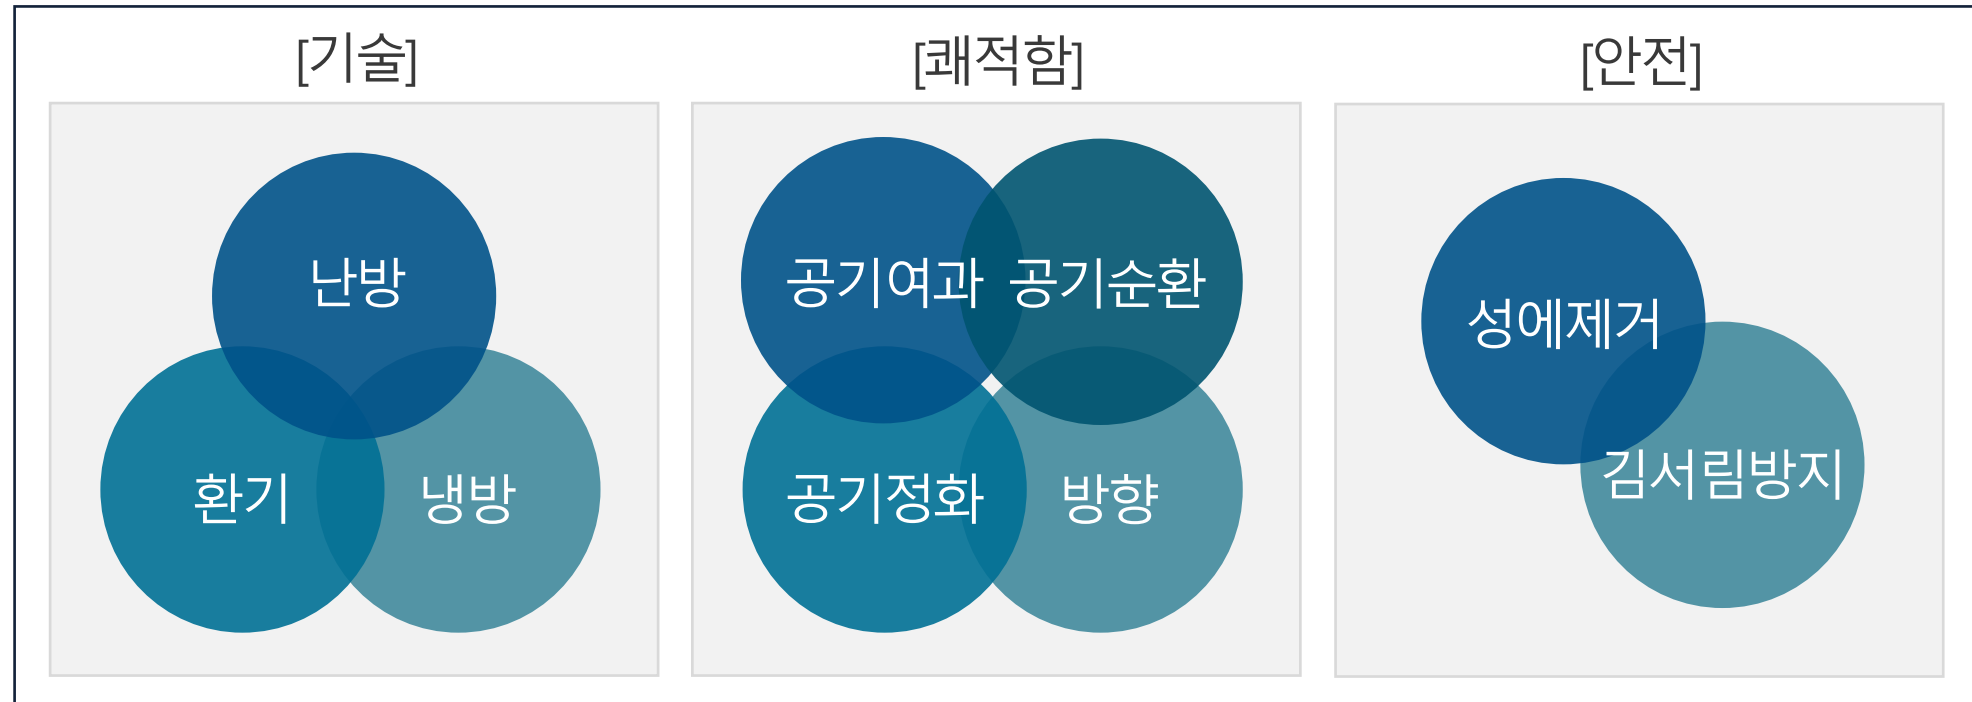 [기술]
난방
환기
냉방
[쾌적함]
공기여과
공기순환
공기정화
방향
[안전]
성에제거
김서림방지